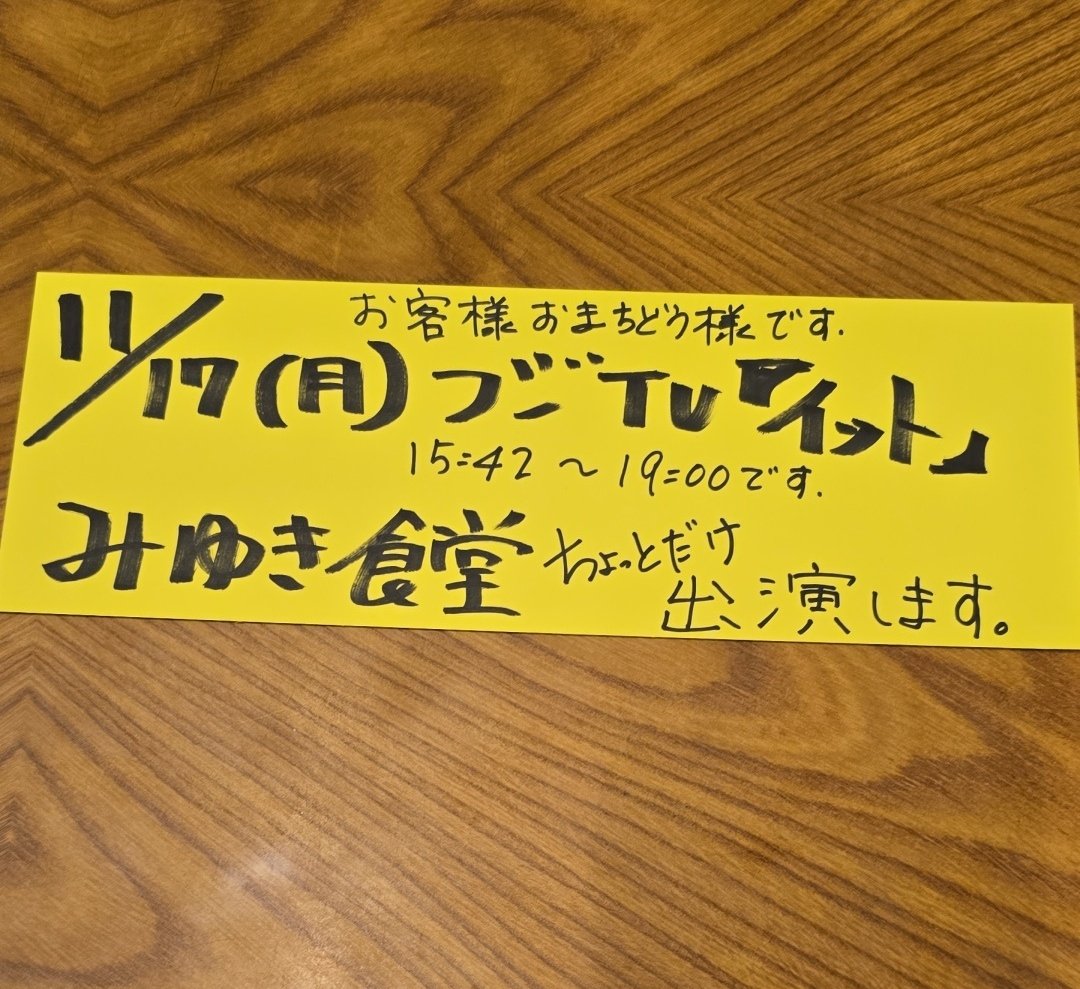 お客様おまちどう様です.
11/17(月)フジTV『イット』
15:42 〜 19:00です.
みゆき食堂 ちょっとだけ
出演します。